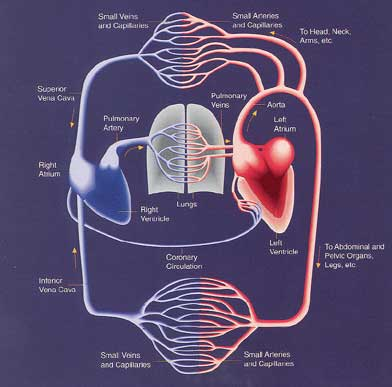 Small Veins
and Capillaries
Small Arteries
and Capillaries
To Head, Neck,
Arms, etc.
Superior
Vena Cava
Pulmonary
Artery
Pulmonary
Veins
Aorta
Left
Atrium
Right
Atrium
Right
Ventricle
Lungs
Left
Ventricle
Coronary
Circulation
To Abdominal and
Pelvic Organs,
Legs, etc.
Inferior
Vena Cava
Small Veins
and Capillaries
Small Arteries
and Capillaries